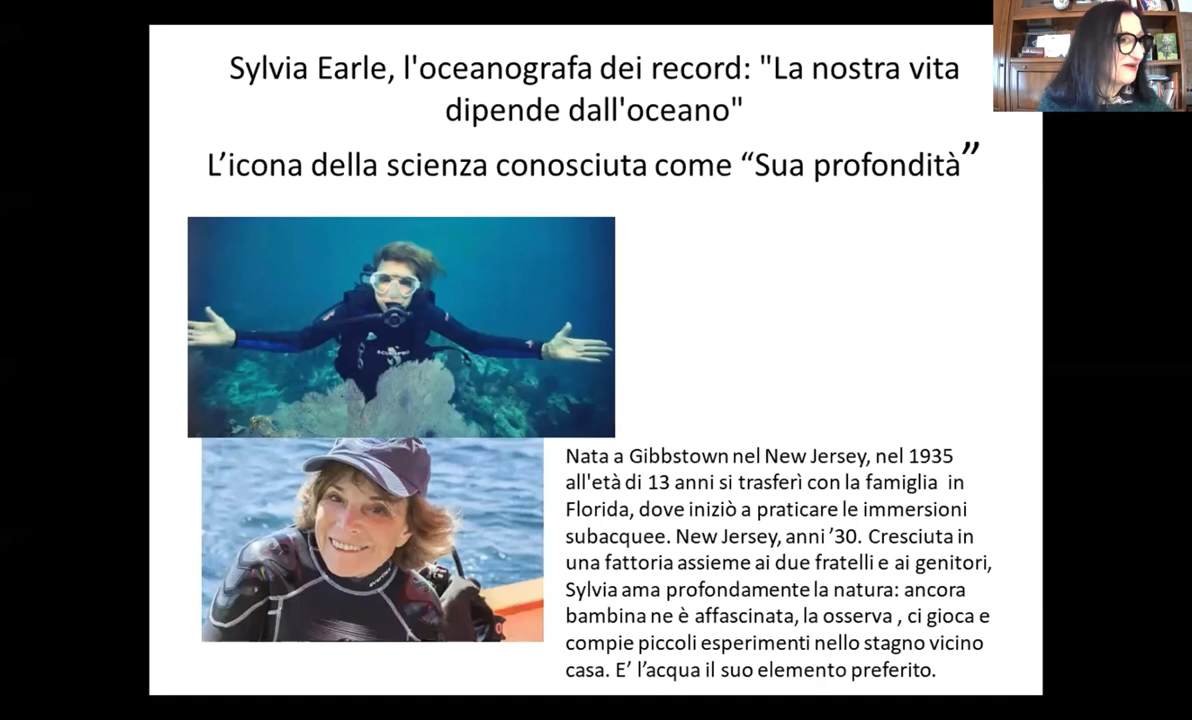 Sylvia Earle, l'oceanografa dei record: "La nostra vita
dipende dall'oceano"
L’icona della scienza conosciuta come “Sua profondità”
SCUBAPRO
Nata a Gibbstown nel New Jersey, nel 1935
all'età di 13 anni si trasferì con la famiglia in
Florida, dove iniziò a praticare le immersioni
subacquee. New Jersey, anni ’30. Cresciuta in
una fattoria assieme ai due fratelli e ai genitori,
Sylvia ama profondamente la natura: ancora
bambina ne è affascinata, la osserva , ci gioca e
compie piccoli esperimenti nello stagno vicino
casa. E’ l’acqua il suo elemento preferito.